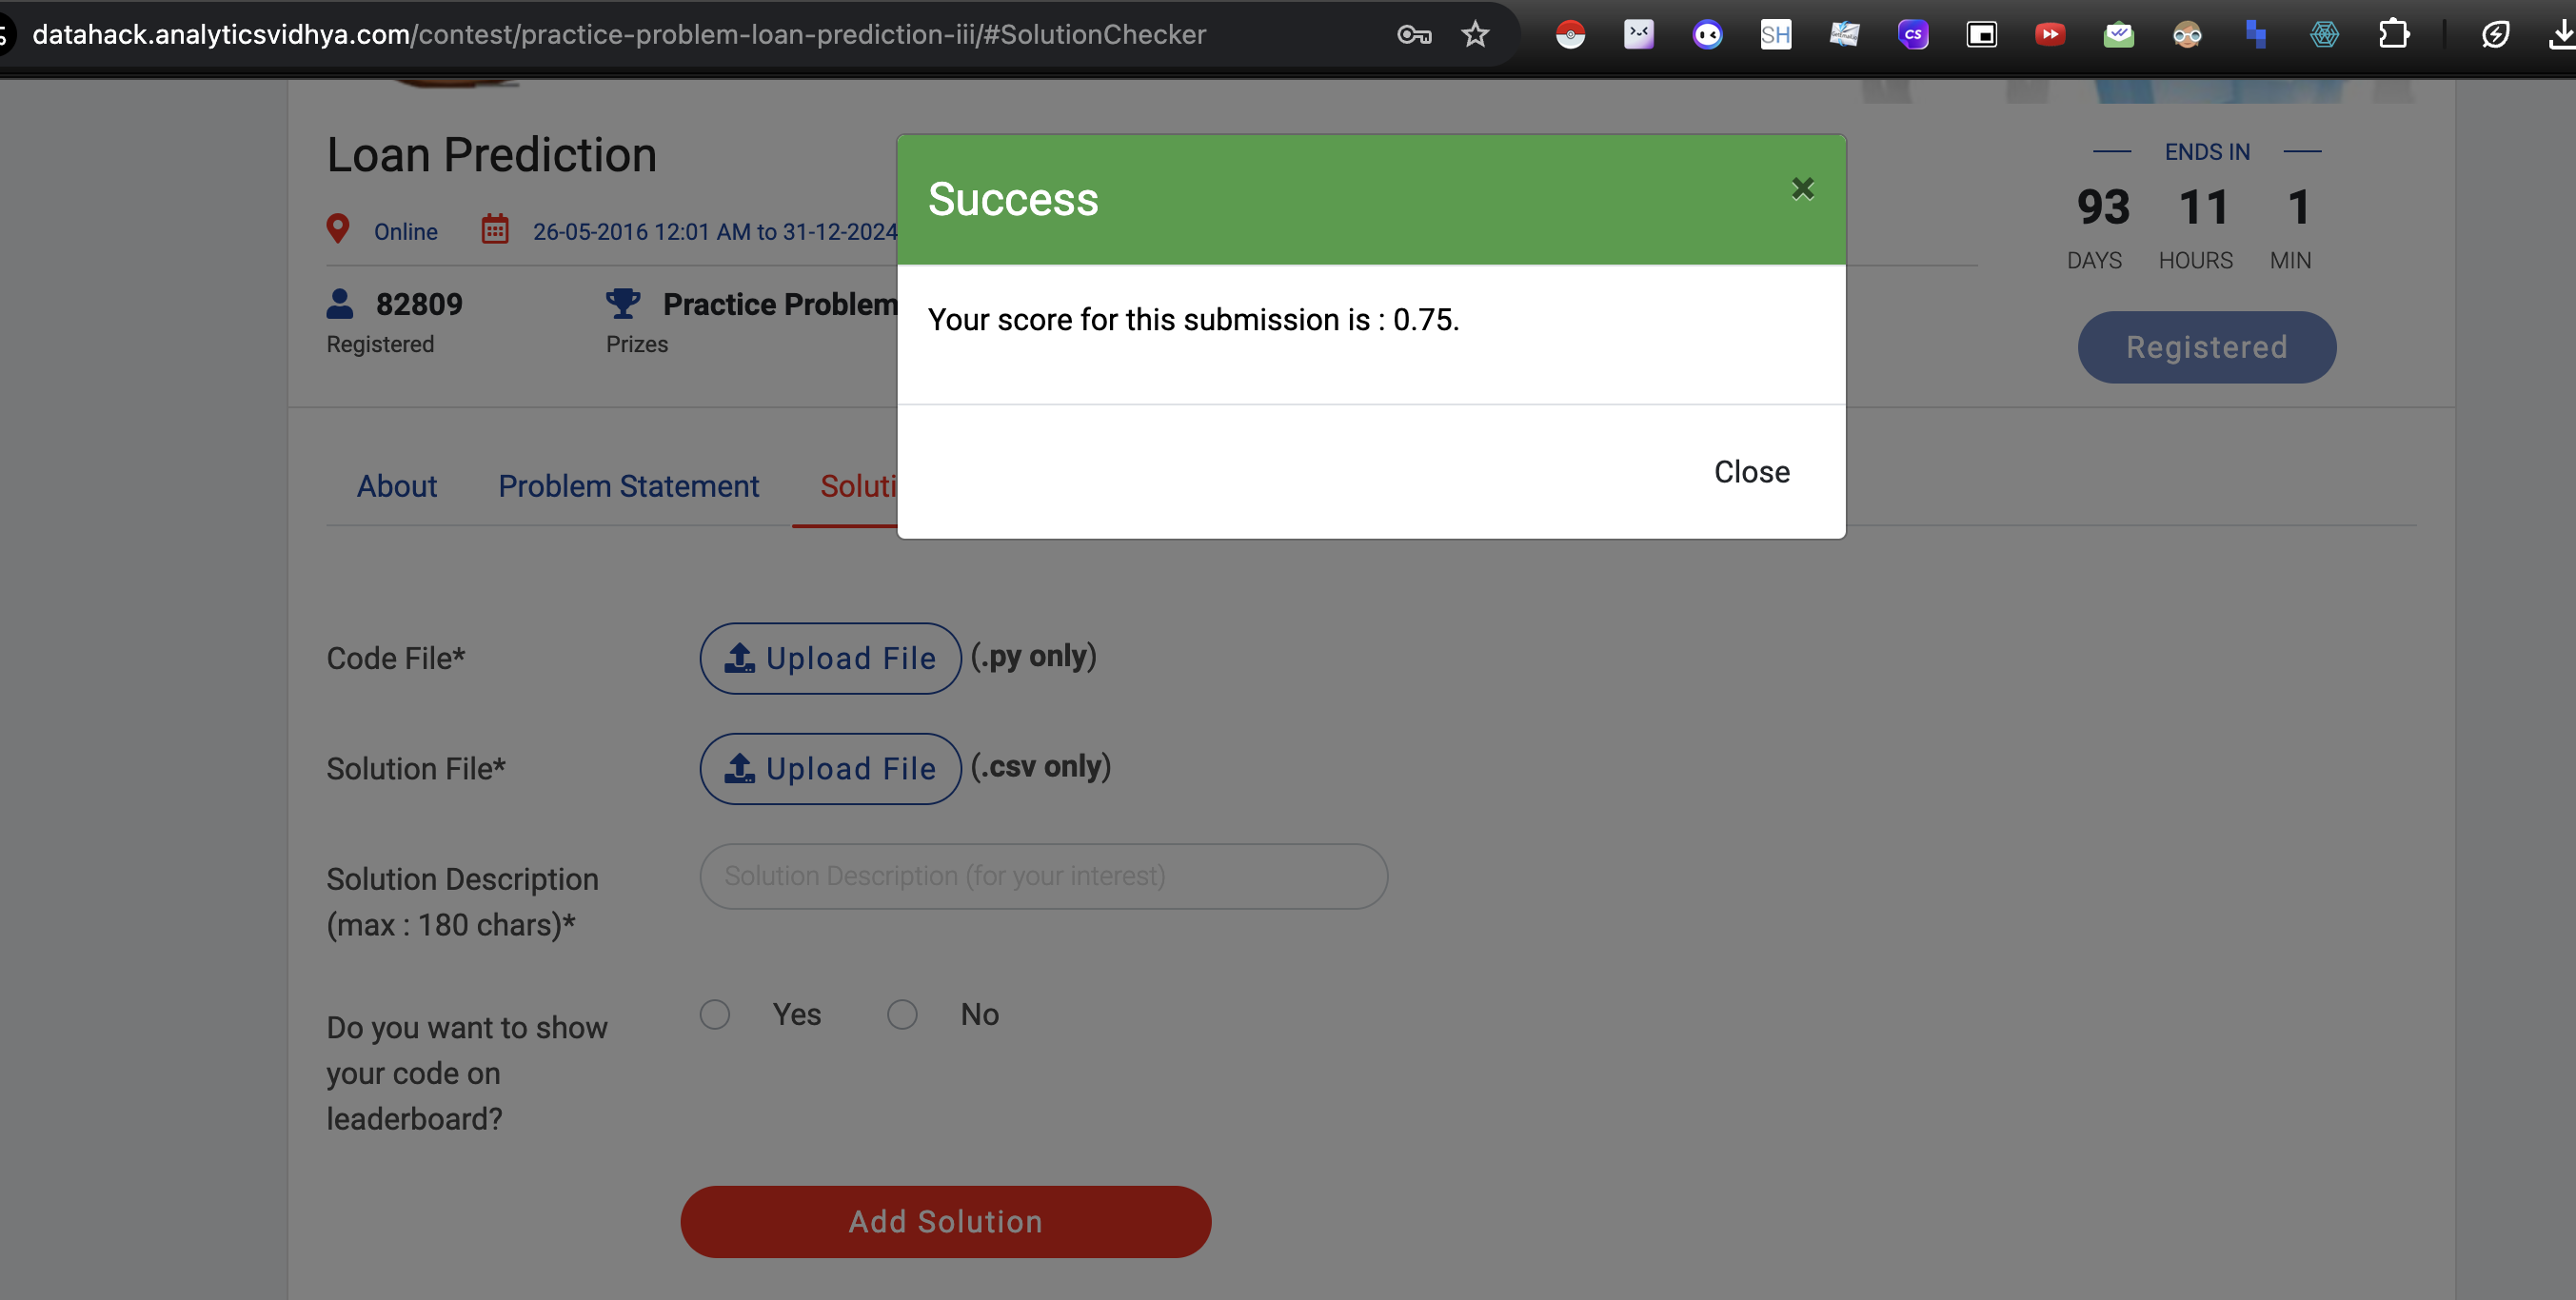 datahack.analyticsvidhya.com/contest/practice-problem-loan-prediction-iii/#SolutionChecker
SH
CS
Loan Prediction
Online
26-05-2016 12:01 AM to 31-12-2024
82809
Registered
Practice Problem
Prizes
Success
×
Your score for this submission is : 0.75.
Close
ENDS IN
93 11 1
DAYS HOURS MIN
Registered
About
Problem Statement
Soluti
Code File*
Upload File
(.py only)
Solution File*
Upload File
(.csv only)
Solution Description
(max : 180 chars)*
Solution Description (for your interest)
Do you want to show
your code on
leaderboard?
Yes
No
Add Solution